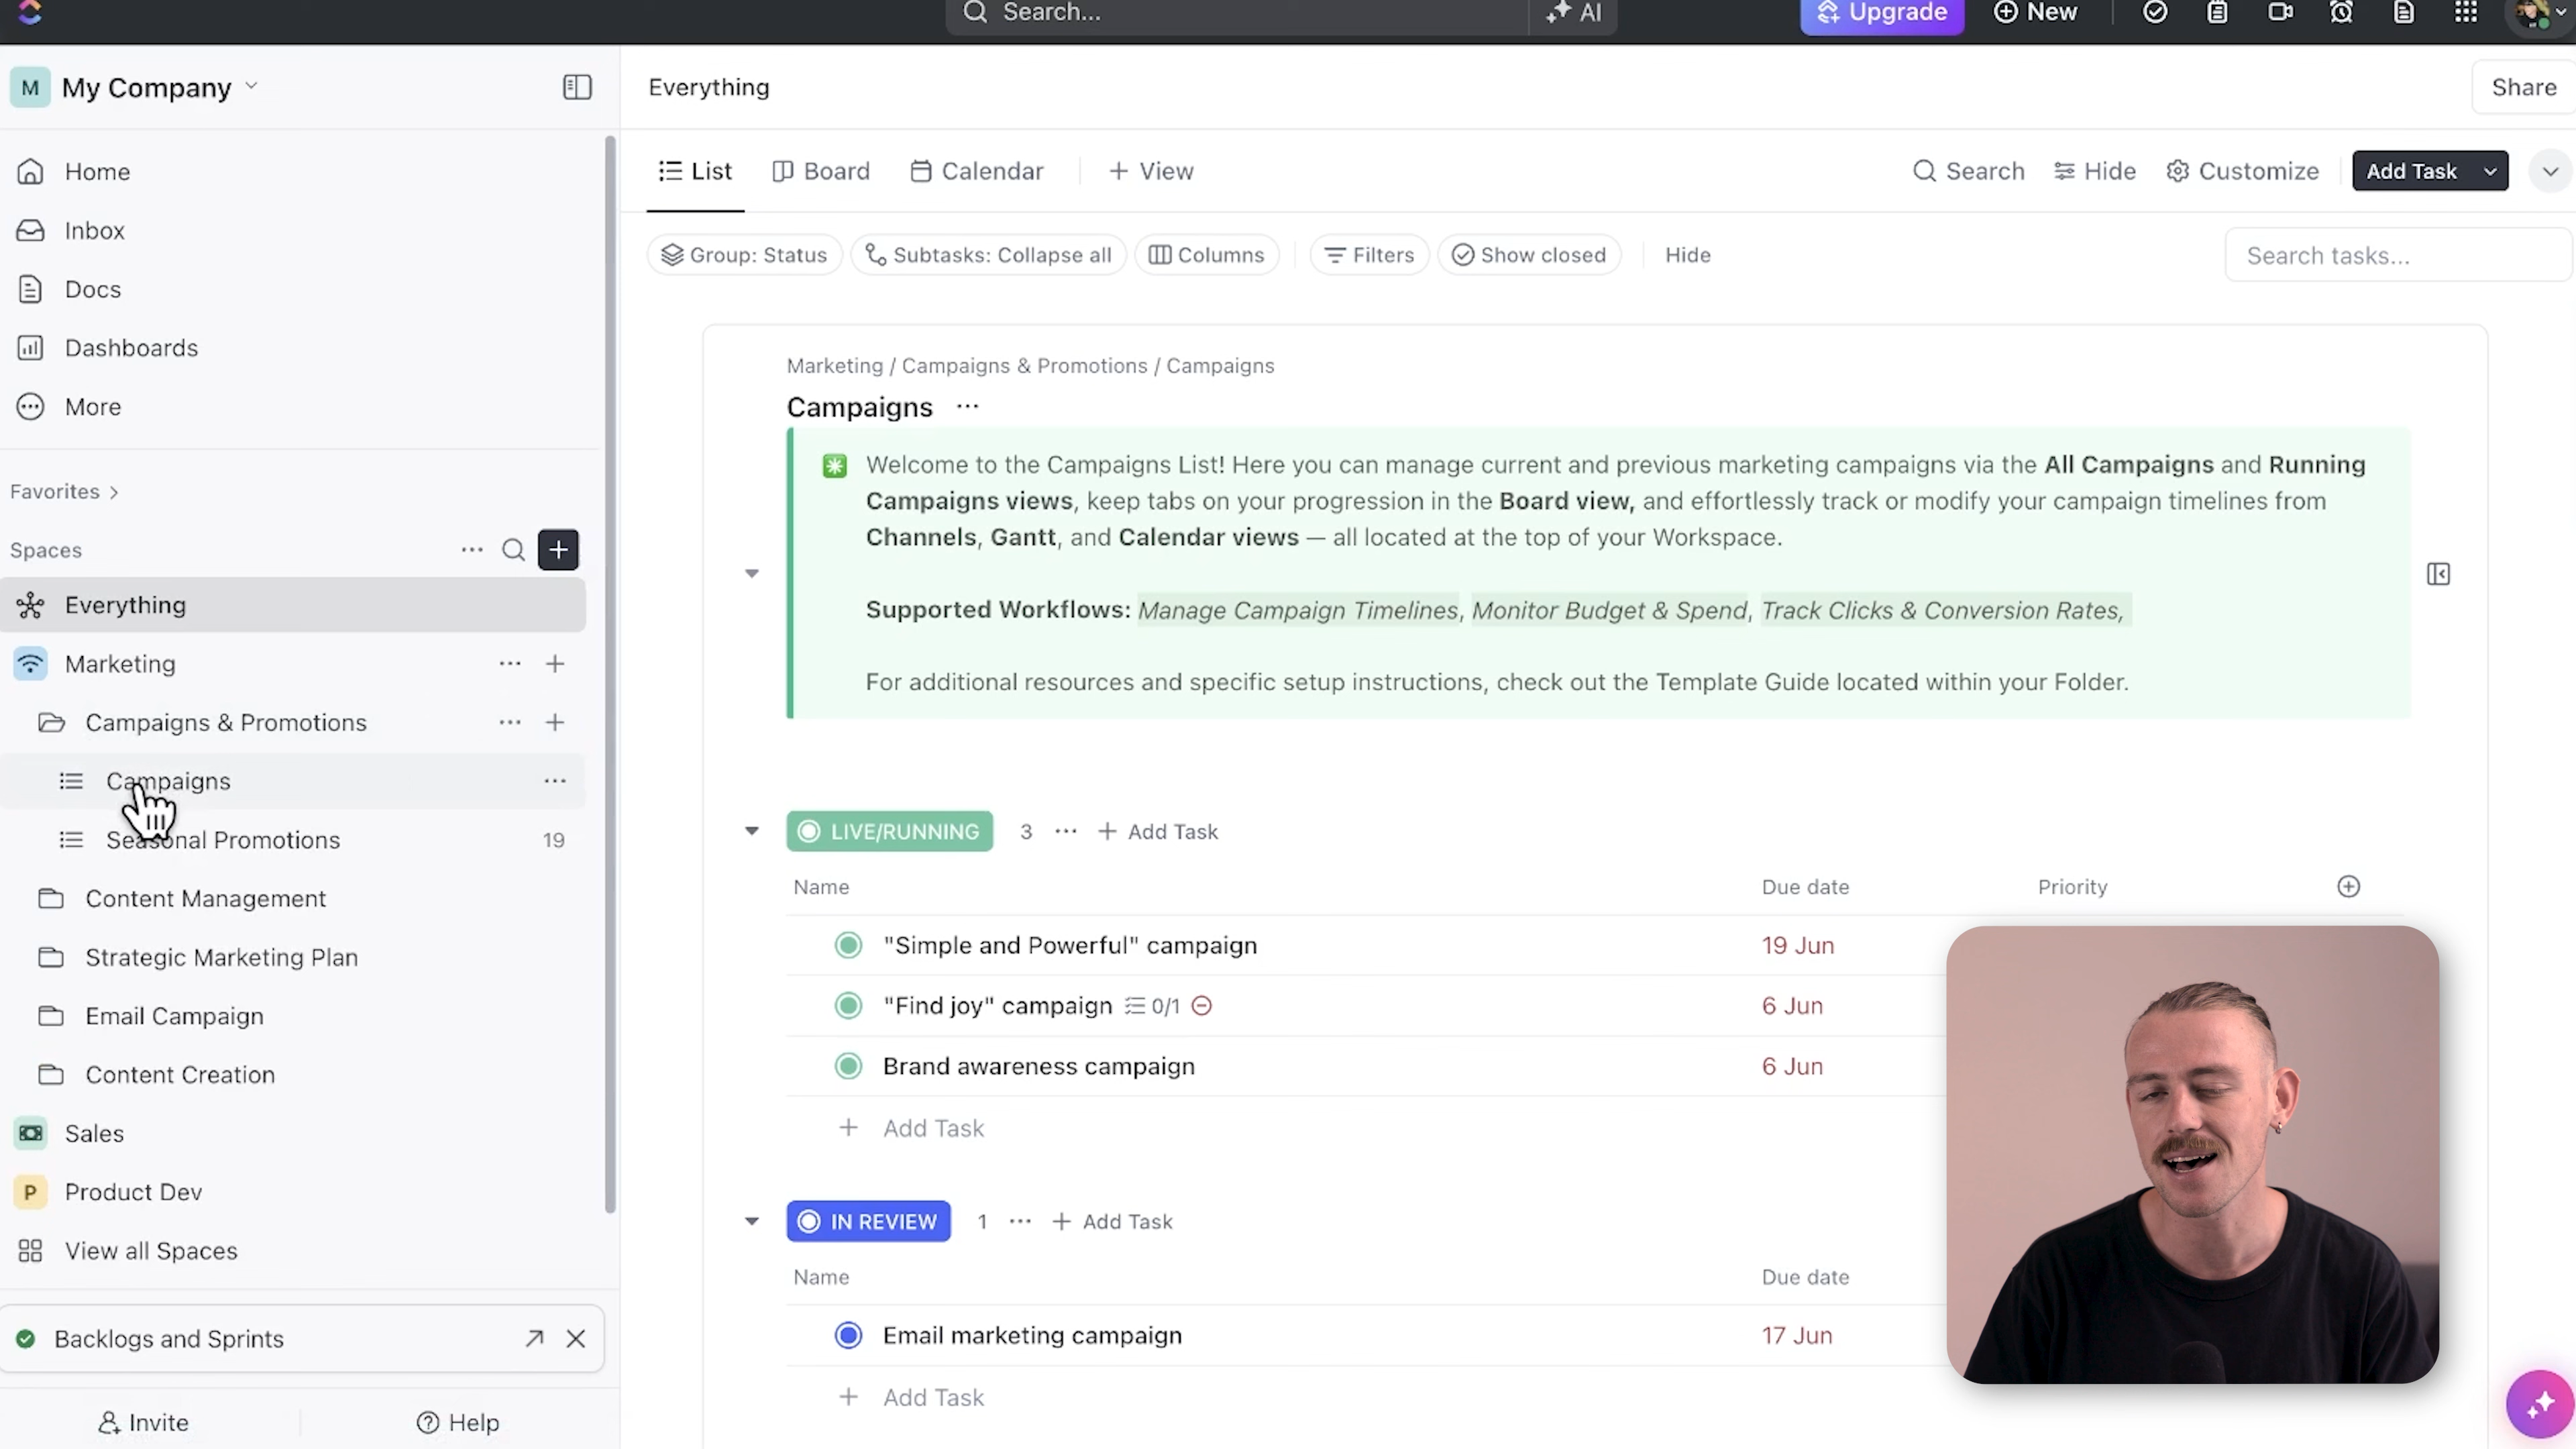 Search...
AI
Upgrade
New
M My Company
Everything
Share
Home
Inbox
Docs
Dashboards
More
Favorites
Spaces
Everything
Marketing
Campaigns & Promotions
Campaigns
Seasonal Promotions 19
Content Management
Strategic Marketing Plan
Email Campaign
Content Creation
Sales
P Product Dev
View all Spaces
Backlogs and Sprints
Invite Help
List Board Calendar + View
Search Hide Customize Add Task
Group: Status Subtasks: Collapse all Columns Filters Show closed Hide
Search tasks...
Marketing / Campaigns & Promotions / Campaigns
Campaigns ...
Welcome to the Campaigns List! Here you can manage current and previous marketing campaigns via the All Campaigns and Running
Campaigns views, keep tabs on your progression in the Board view, and effortlessly track or modify your campaign timelines from
Channels, Gantt, and Calendar views — all located at the top of your Workspace.
Supported Workflows: Manage Campaign Timelines, Monitor Budget & Spend, Track Clicks & Conversion Rates,
For additional resources and specific setup instructions, check out the Template Guide located within your Folder.
LIVE/RUNNING 3 ... + Add Task
Name Due date Priority
"Simple and Powerful" campaign 19 Jun
"Find joy" campaign 0/1 6 Jun
Brand awareness campaign 6 Jun
+ Add Task
IN REVIEW 1 ... + Add Task
Name Due date
Email marketing campaign 17 Jun
+ Add Task